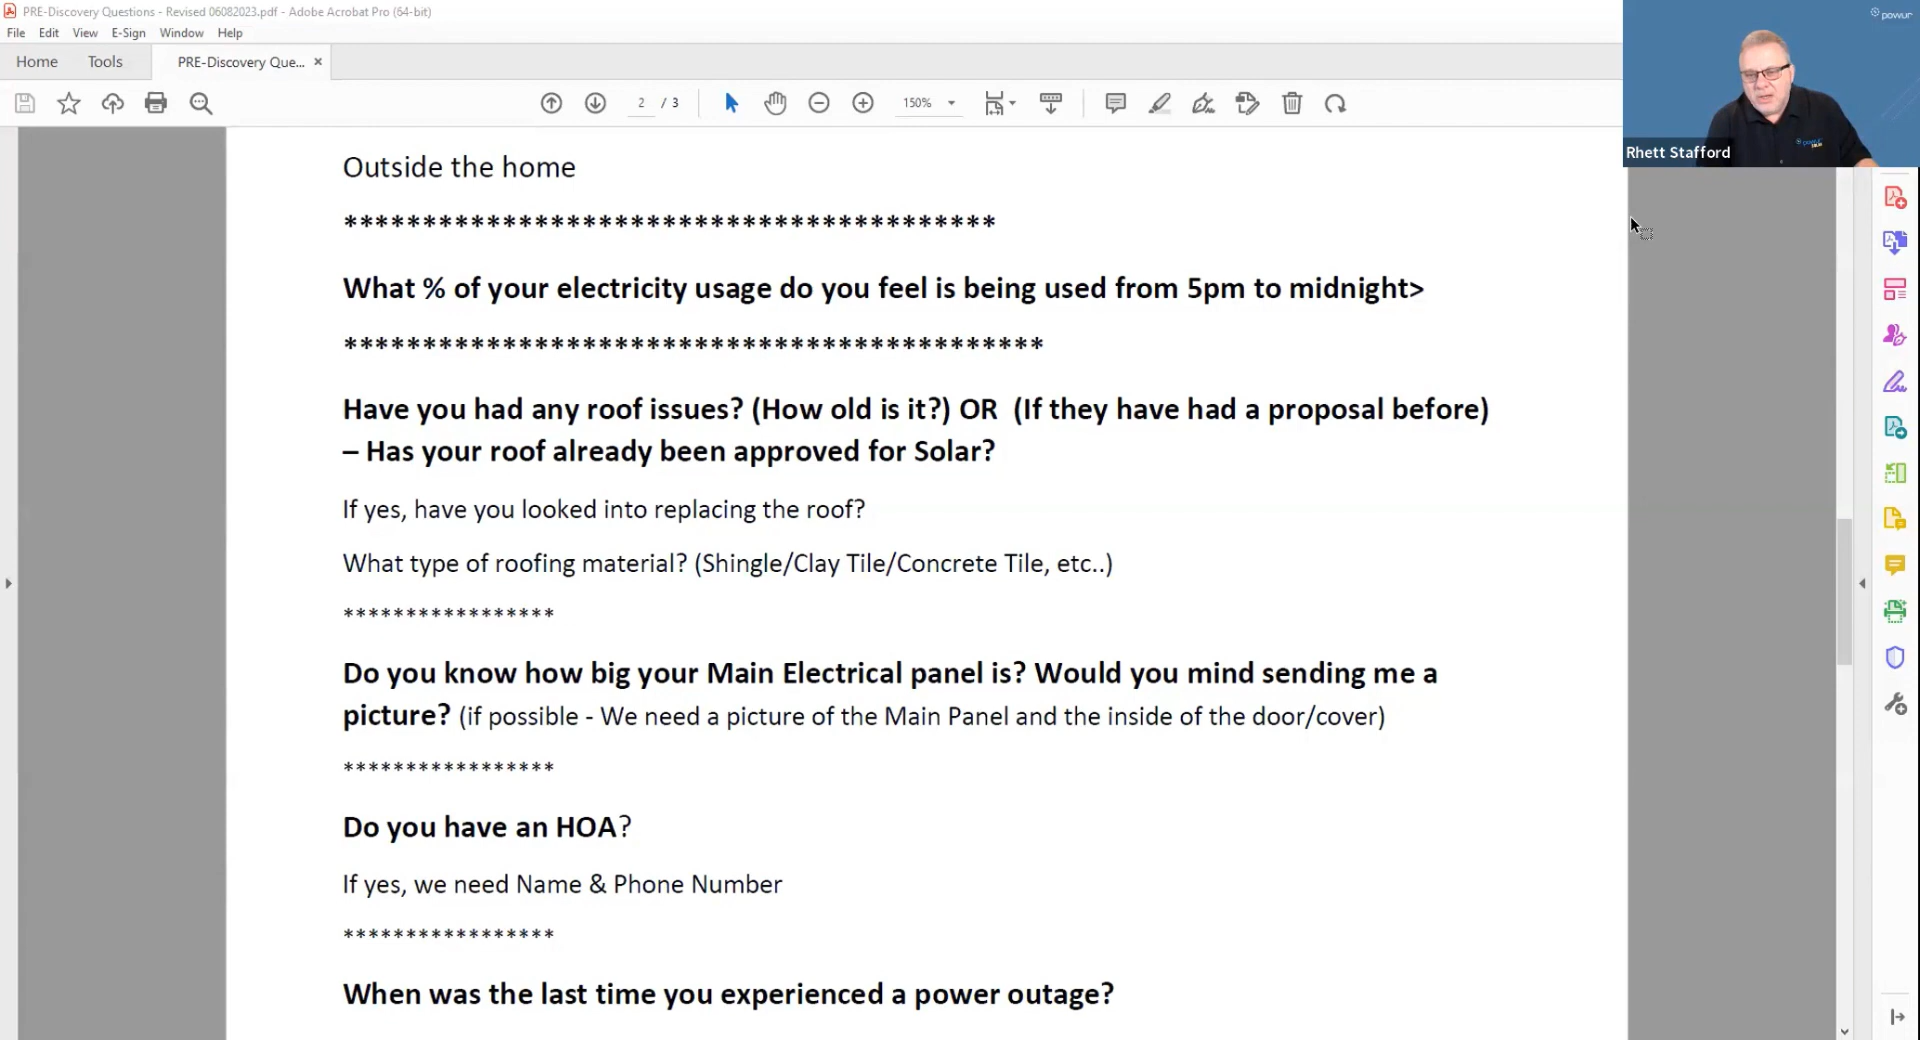 PRE-Discovery Questions - Revised 06082023.pdf - Adobe Acrobat Pro (64-bit)
File Edit View E-Sign Window Help
Home Tools PRE-Discovery Que... ×
2 / 3 150%
powur
Rhett Stafford
Outside the home
*****************************************
What % of your electricity usage do you feel is being used from 5pm to midnight>
********************************************
Have you had any roof issues? (How old is it?) OR (If they have had a proposal before)
– Has your roof already been approved for Solar?
If yes, have you looked into replacing the roof?
What type of roofing material? (Shingle/Clay Tile/Concrete Tile, etc..)
*****************
Do you know how big your Main Electrical panel is? Would you mind sending me a
picture? (if possible - We need a picture of the Main Panel and the inside of the door/cover)
*****************
Do you have an HOA?
If yes, we need Name & Phone Number
*****************
When was the last time you experienced a power outage?